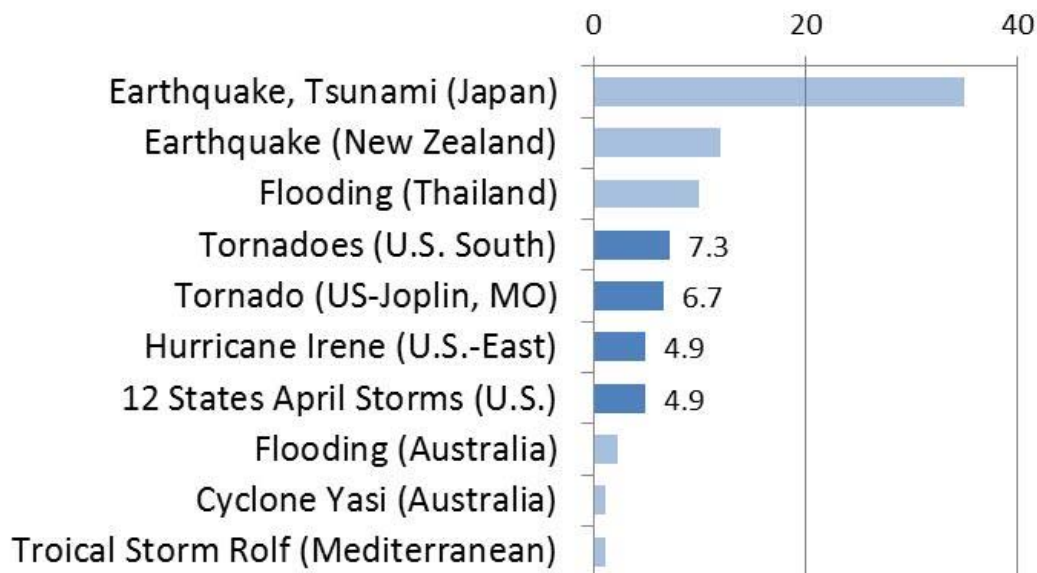 0 20 40
Earthquake, Tsunami (Japan)
Earthquake (New Zealand)
Flooding (Thailand)
Tornadoes (U.S. South) 7.3
Tornado (US-Joplin, MO) 6.7
Hurricane Irene (U.S.-East) 4.9
12 States April Storms (U.S.) 4.9
Flooding (Australia)
Cyclone Yasi (Australia)
Troical Storm Rolf (Mediterranean)